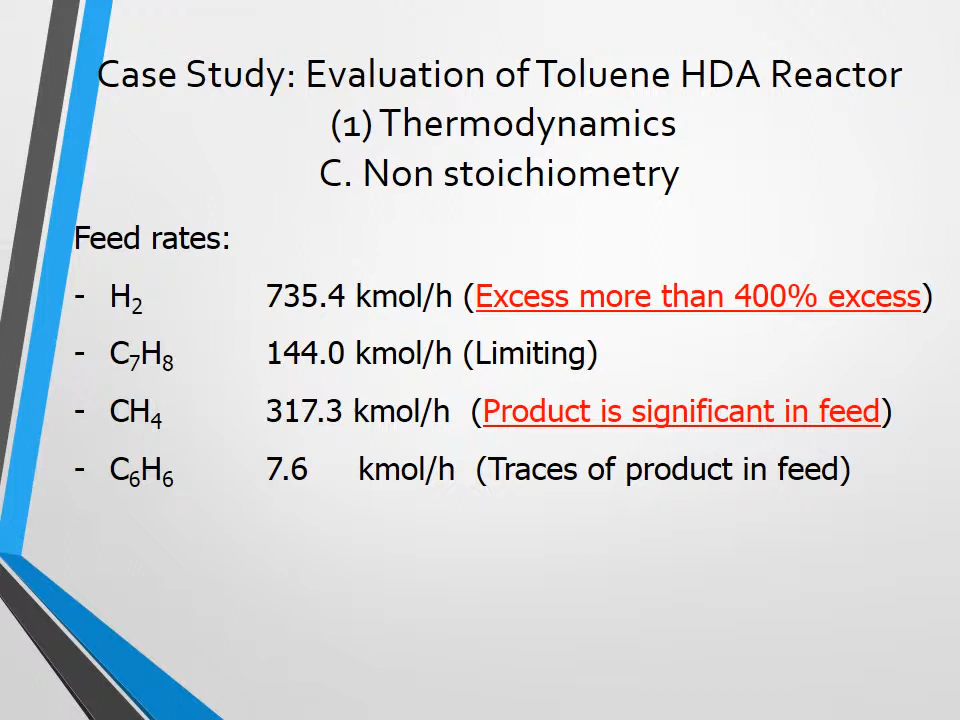 Case Study: Evaluation of Toluene HDA Reactor
(1) Thermodynamics
C. Non stoichiometry
Feed rates:
- H2 735.4 kmol/h (Excess more than 400% excess)
- C7H8 144.0 kmol/h (Limiting)
- CH4 317.3 kmol/h (Product is significant in feed)
- C6H6 7.6 kmol/h (Traces of product in feed)